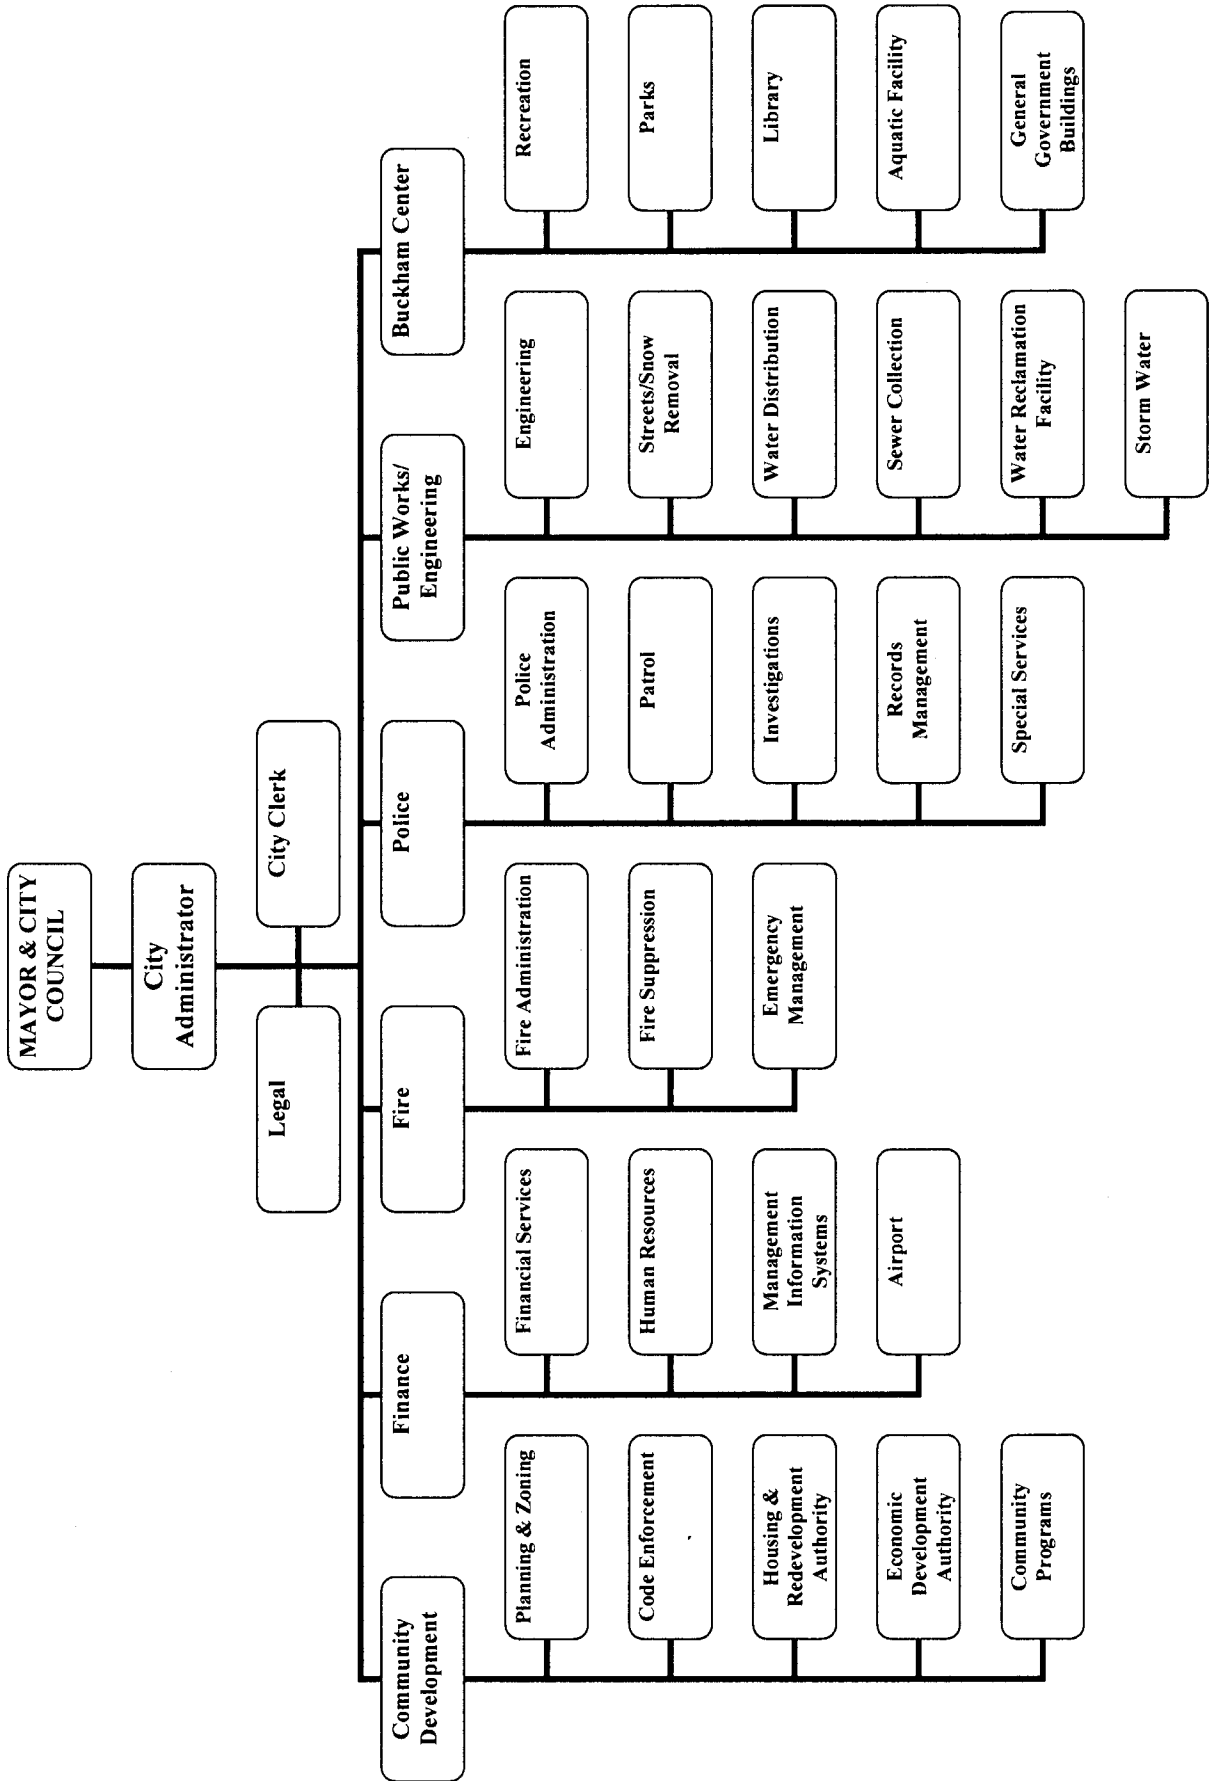 MAYOR & CITY
COUNCIL
City
Administrator
Legal
City Clerk
Community
Development
Finance
Fire
Police
Public Works/
Engineering
Buckham Center
Planning & Zoning
Code Enforcement
Housing &
Redevelopment
Authority
Economic
Development
Authority
Community
Programs
Financial Services
Human Resources
Management
Information
Systems
Airport
Fire Administration
Fire Suppression
Emergency
Management
Police
Administration
Patrol
Investigations
Records
Management
Special Services
Engineering
Streets/Snow
Removal
Water Distribution
Sewer Collection
Water Reclamation
Facility
Storm Water
Recreation
Parks
Library
Aquatic Facility
General
Government
Buildings